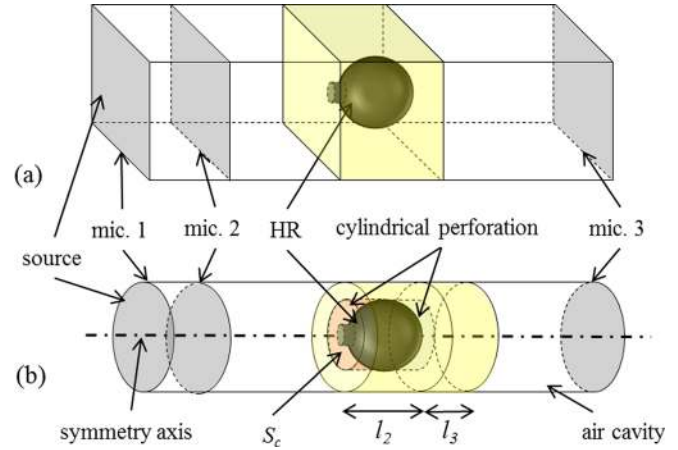 (a)
mic. 1 mic. 2 HR cylindrical perforation mic. 3
source
(b)
symmetry axis S_c l_2 l_3 air cavity